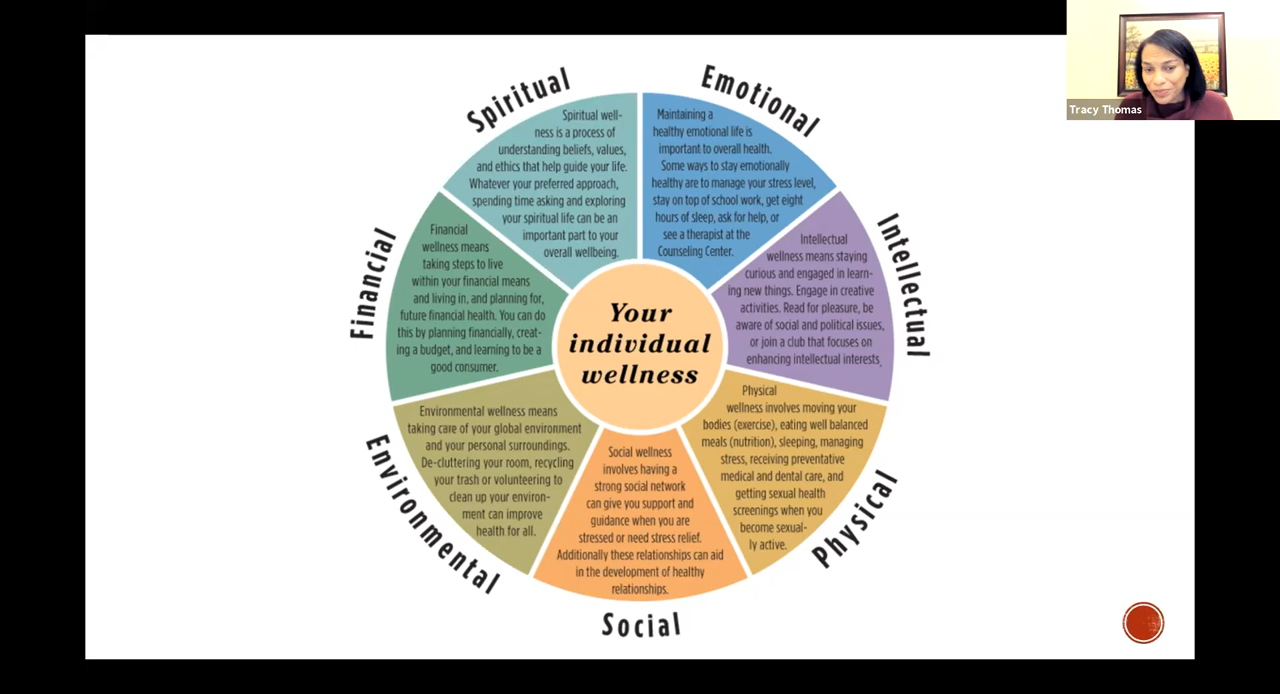 Spiritual
Spiritual well-
ness is a process of
understanding beliefs, values,
and ethics that help guide your life.
Whatever your preferred approach,
spending time asking and exploring
your spiritual life can be an
important part to your
overall wellbeing.
Emotional
Maintaining a
healthy emotional life is
important to overall health.
Some ways to stay emotionally
healthy are to manage your stress level,
stay on top of school work, get eight
hours of sleep, ask for help, or
see a therapist at the
Counseling Center.
Intellectual
Intellectual
wellness means staying
curious and engaged in learn-
ing new things. Engage in creative
activities. Read for pleasure, be
aware of social and political issues,
or join a club that focuses on
enhancing intellectual interests.
Physical
Physical
wellness involves moving your
bodies (exercise), eating well balanced
meals (nutrition), sleeping, managing
stress, receiving preventative
medical and dental care, and
getting sexual health
screenings when you
become sexual-
ly active.
Social
Social wellness
involves having a
strong social network
can give you support and
guidance when you are
stressed or need stress relief.
Additionally these relationships can aid
in the development of healthy
relationships.
Environmental
Environmental wellness means
taking care of your global environment
and your personal surroundings.
De-cluttering your room, recycling
your trash or volunteering to
clean up your environ-
ment can improve
health for all.
Financial
Financial
wellness means
taking steps to live
within your financial means
and living in, and planning for,
future financial health. You can do
this by planning financially, creat-
ing a budget, and learning to be a
good consumer.
Your
individual
wellness
Tracy Thomas